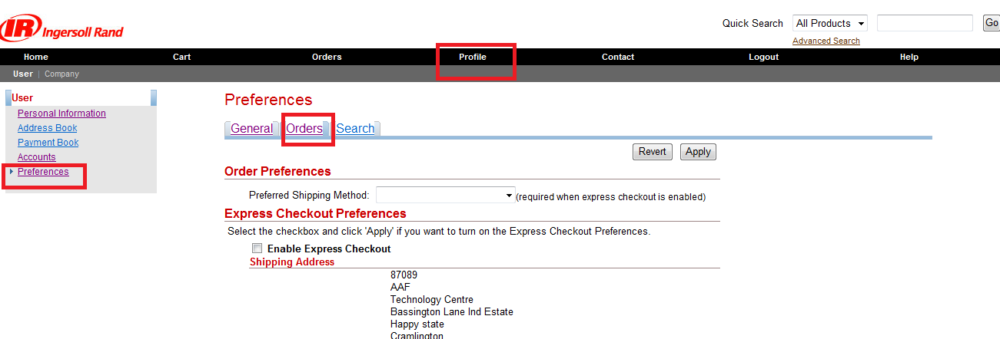 IR Ingersoll Rand
Quick Search All Products Go
Advanced Search
Home Cart Orders Profile Contact Logout Help
User | Company
User
Personal Information
Address Book
Payment Book
Accounts
Preferences
Preferences
General Orders Search
Revert Apply
Order Preferences
Preferred Shipping Method: (required when express checkout is enabled)
Express Checkout Preferences
Select the checkbox and click 'Apply' if you want to turn on the Express Checkout Preferences.
Enable Express Checkout
Shipping Address
87089
AAF
Technology Centre
Bassington Lane Ind Estate
Happy state
Cramlington